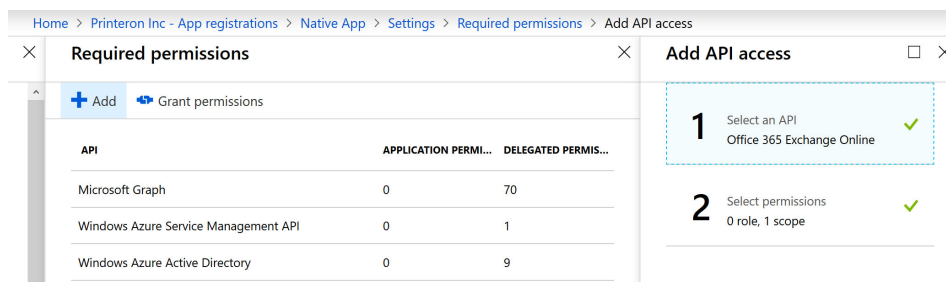 Home > Printeron Inc - App registrations > Native App > Settings > Required permissions > Add API access
Required permissions
Add
Grant permissions
API APPLICATION PERMI... DELEGATED PERMIS...
Microsoft Graph 0 70
Windows Azure Service Management API 0 1
Windows Azure Active Directory 0 9
Add API access
1
Select an API
Office 365 Exchange Online
2
Select permissions
0 role, 1 scope